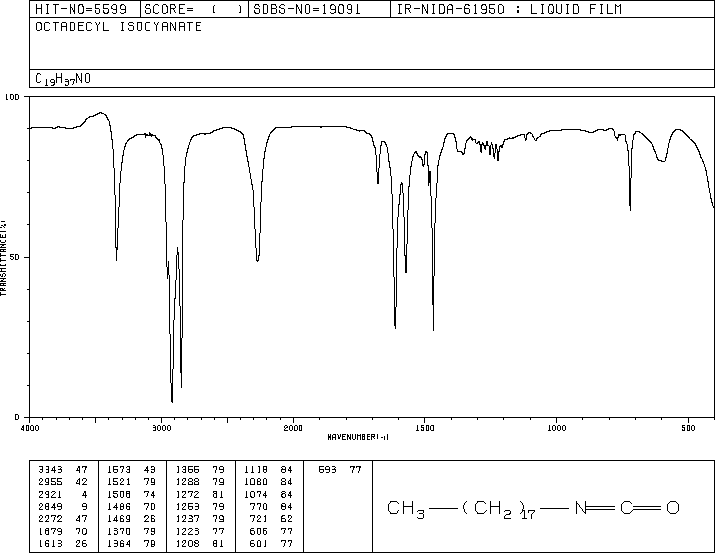 HIT-NO=5599 SCORE= ( ) SDBS-NO=19091 IR-NIDA-61950 : LIQUID FILM
OCTADECYL ISOCYANATE
C19H37NO
100
50
0
TRANSMITTANCE(%)
4000 3000 2000 1500 1000 500
WAVENUMBER(-1)
3343 47 1573 43 1366 79 1118 84 593 77
2955 42 1521 79 1288 79 1080 84
2921 4 1508 74 1272 81 1074 84
2849 9 1486 70 1253 79 770 84
2272 47 1469 26 1237 79 721 62
1679 70 1370 79 1223 77 606 77
1613 26 1364 79 1208 81 601 77
CH3—(CH2)17—N=C=O